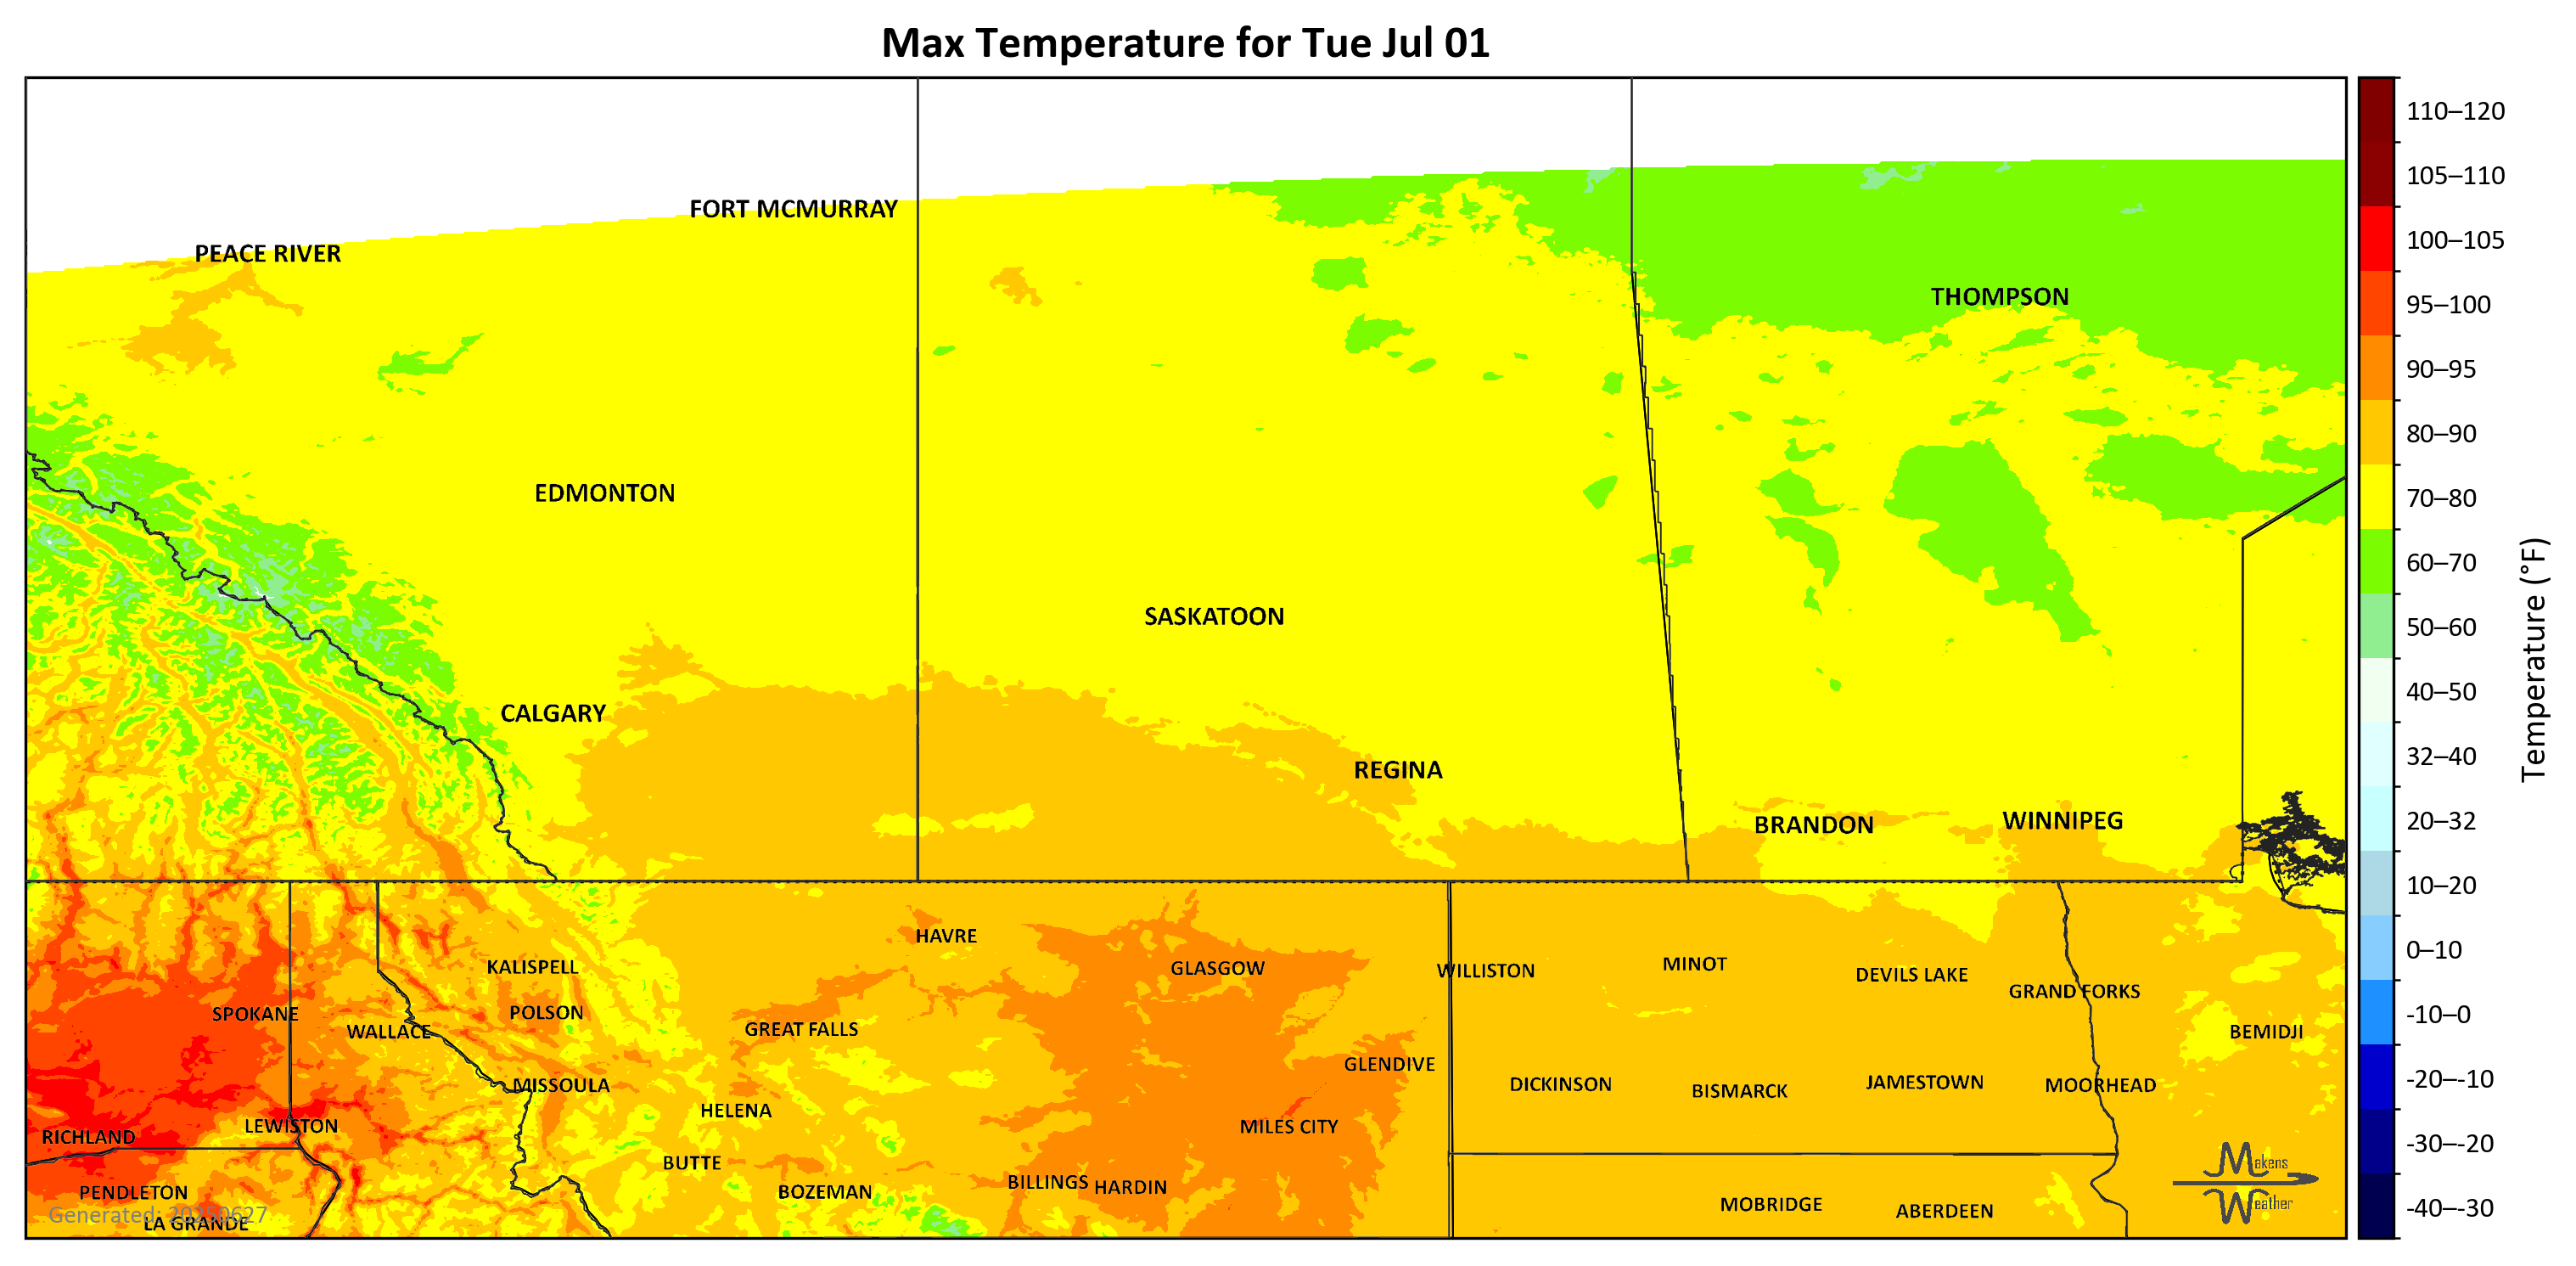 Max Temperature for Tue Jul 01
110–120
105–110
100–105
95–100
90–95
80–90
70–80
60–70
50–60
40–50
32–40
20–32
10–20
0–10
-10–0
-20–-10
-30–-20
-40–-30
Temperature (°F)
FORT MCMURRAY
PEACE RIVER
THOMPSON
EDMONTON
SASKATOON
CALGARY
REGINA
BRANDON
WINNIPEG
HAVRE
KALISPELL
GLASGOW
WILLISTON
MINOT
DEVILS LAKE
GRAND FORKS
SPOKANE
POLSON
WALLACE
GREAT FALLS
BEMIDJI
GLENDIVE
MISSOULA
DICKINSON
BISMARCK
JAMESTOWN
MOORHEAD
HELENA
LEWISTON
MILES CITY
RICHLAND
BUTTE
BILLINGS
HARDIN
PENDLETON
BOZEMAN
MOBRIDGE
ABERDEEN
Generated: 20250627
LA GRANDE
Makens
Weather